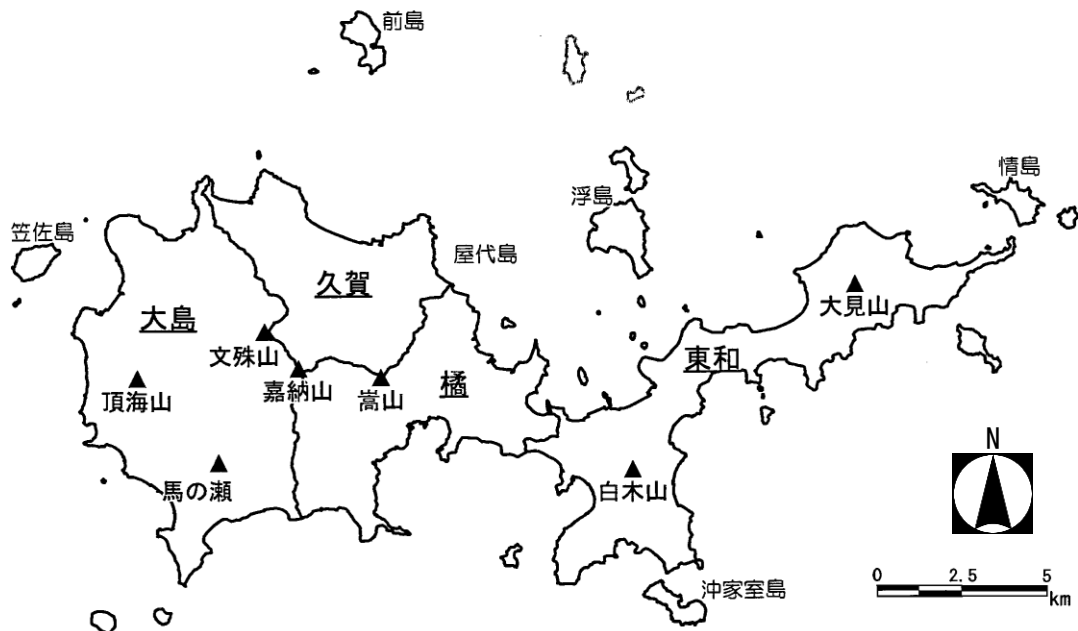 前島
情島
浮島
笠佐島
屋代島
久賀
大島
大見山
文殊山
東和
嘉納山
嵩山
橘
頂海山
馬の瀬
白木山
N
沖家室島
0 2.5 5
km